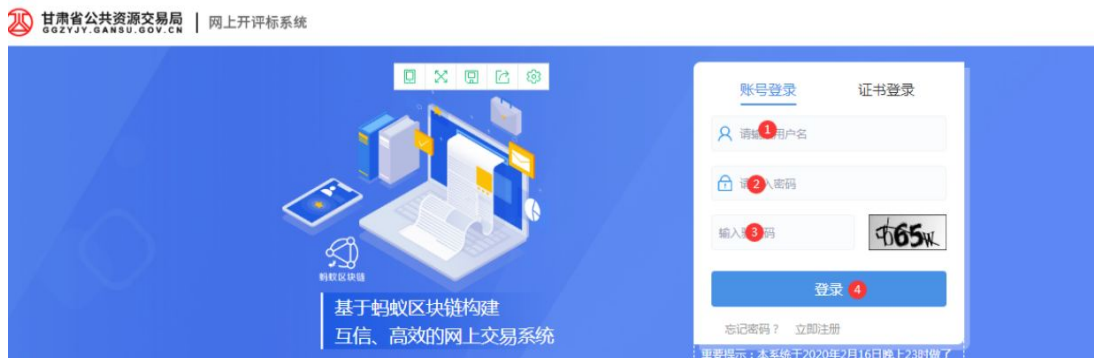 甘肃省公共资源交易局 网上开评标系统
GGZYJY.GANSU.GOV.CN
账号登录 证书登录
请输 1 用户名
请 2 入密码
输入 3 码
登录 4
忘记密码？ 立即注册
蚂蚁区块链
基于蚂蚁区块链构建
互信、高效的网上交易系统
重要提示：本系统于2020年2月16日晚上23时做了